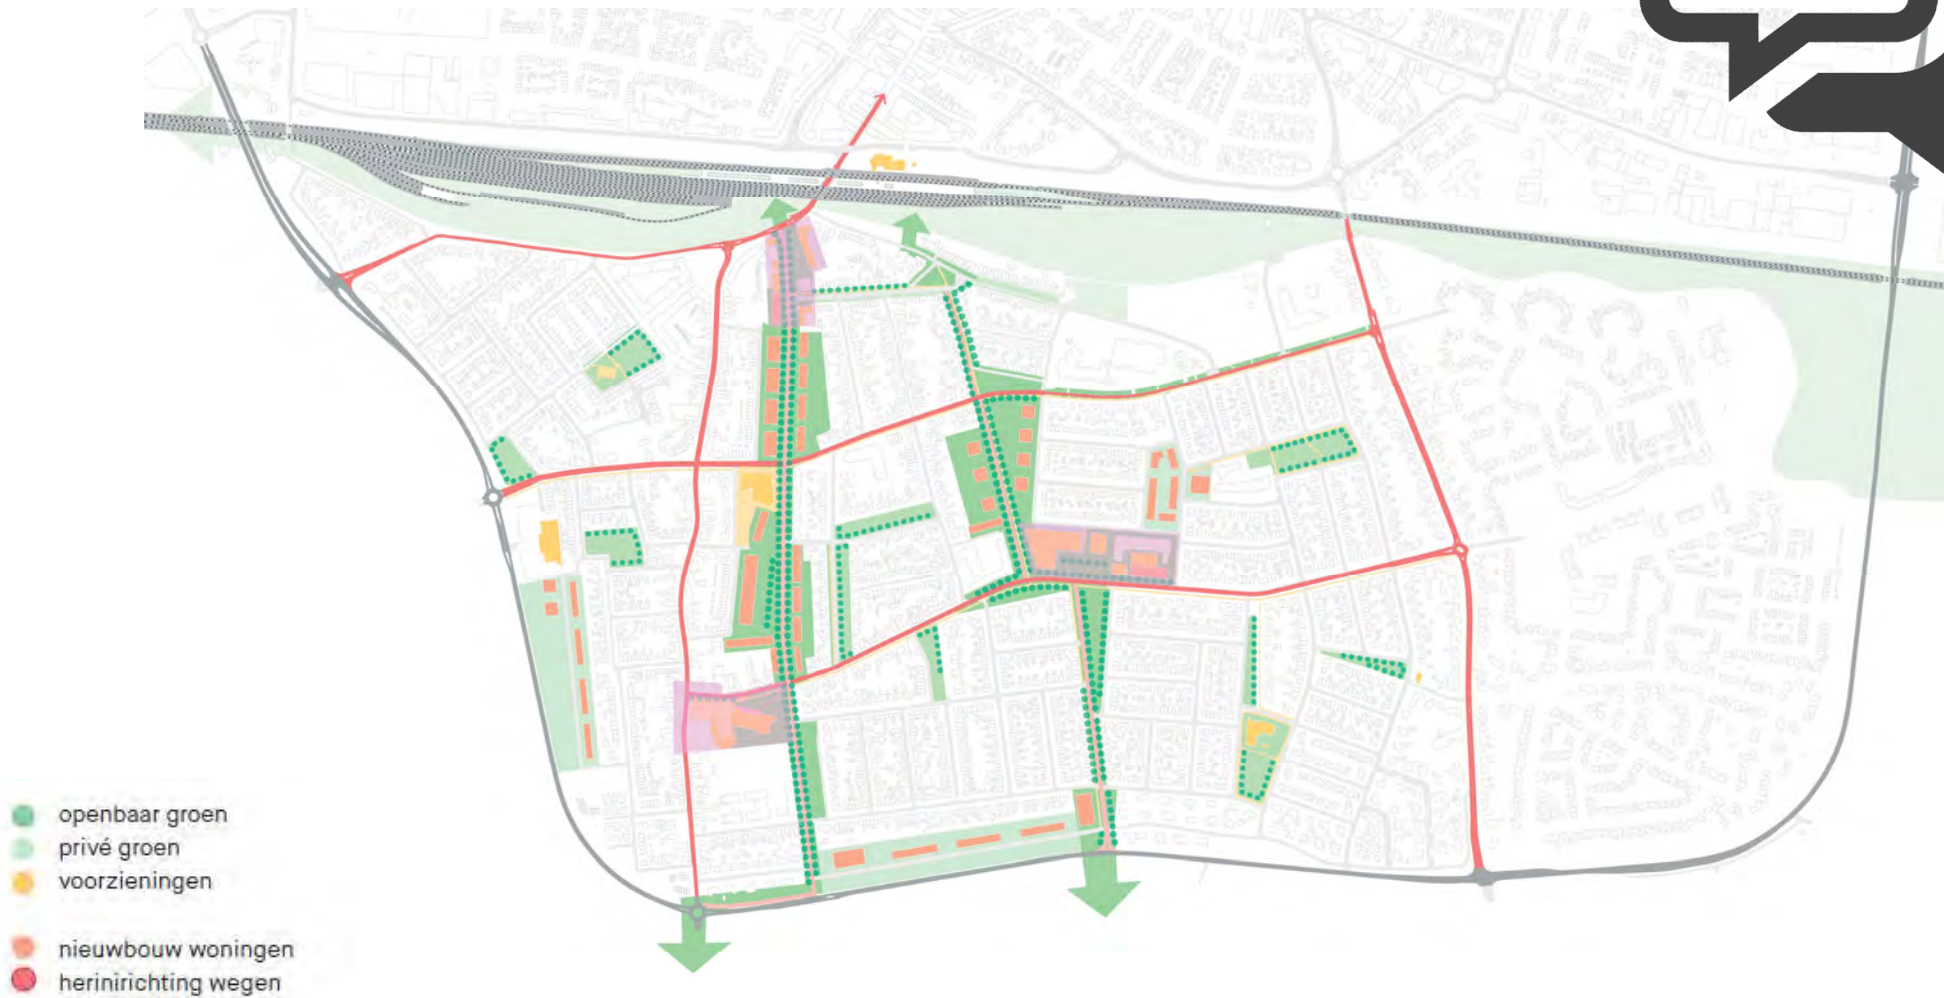 openbaar groen
privé groen
voorzieningen
nieuwbouw woningen
herinirichting wegen